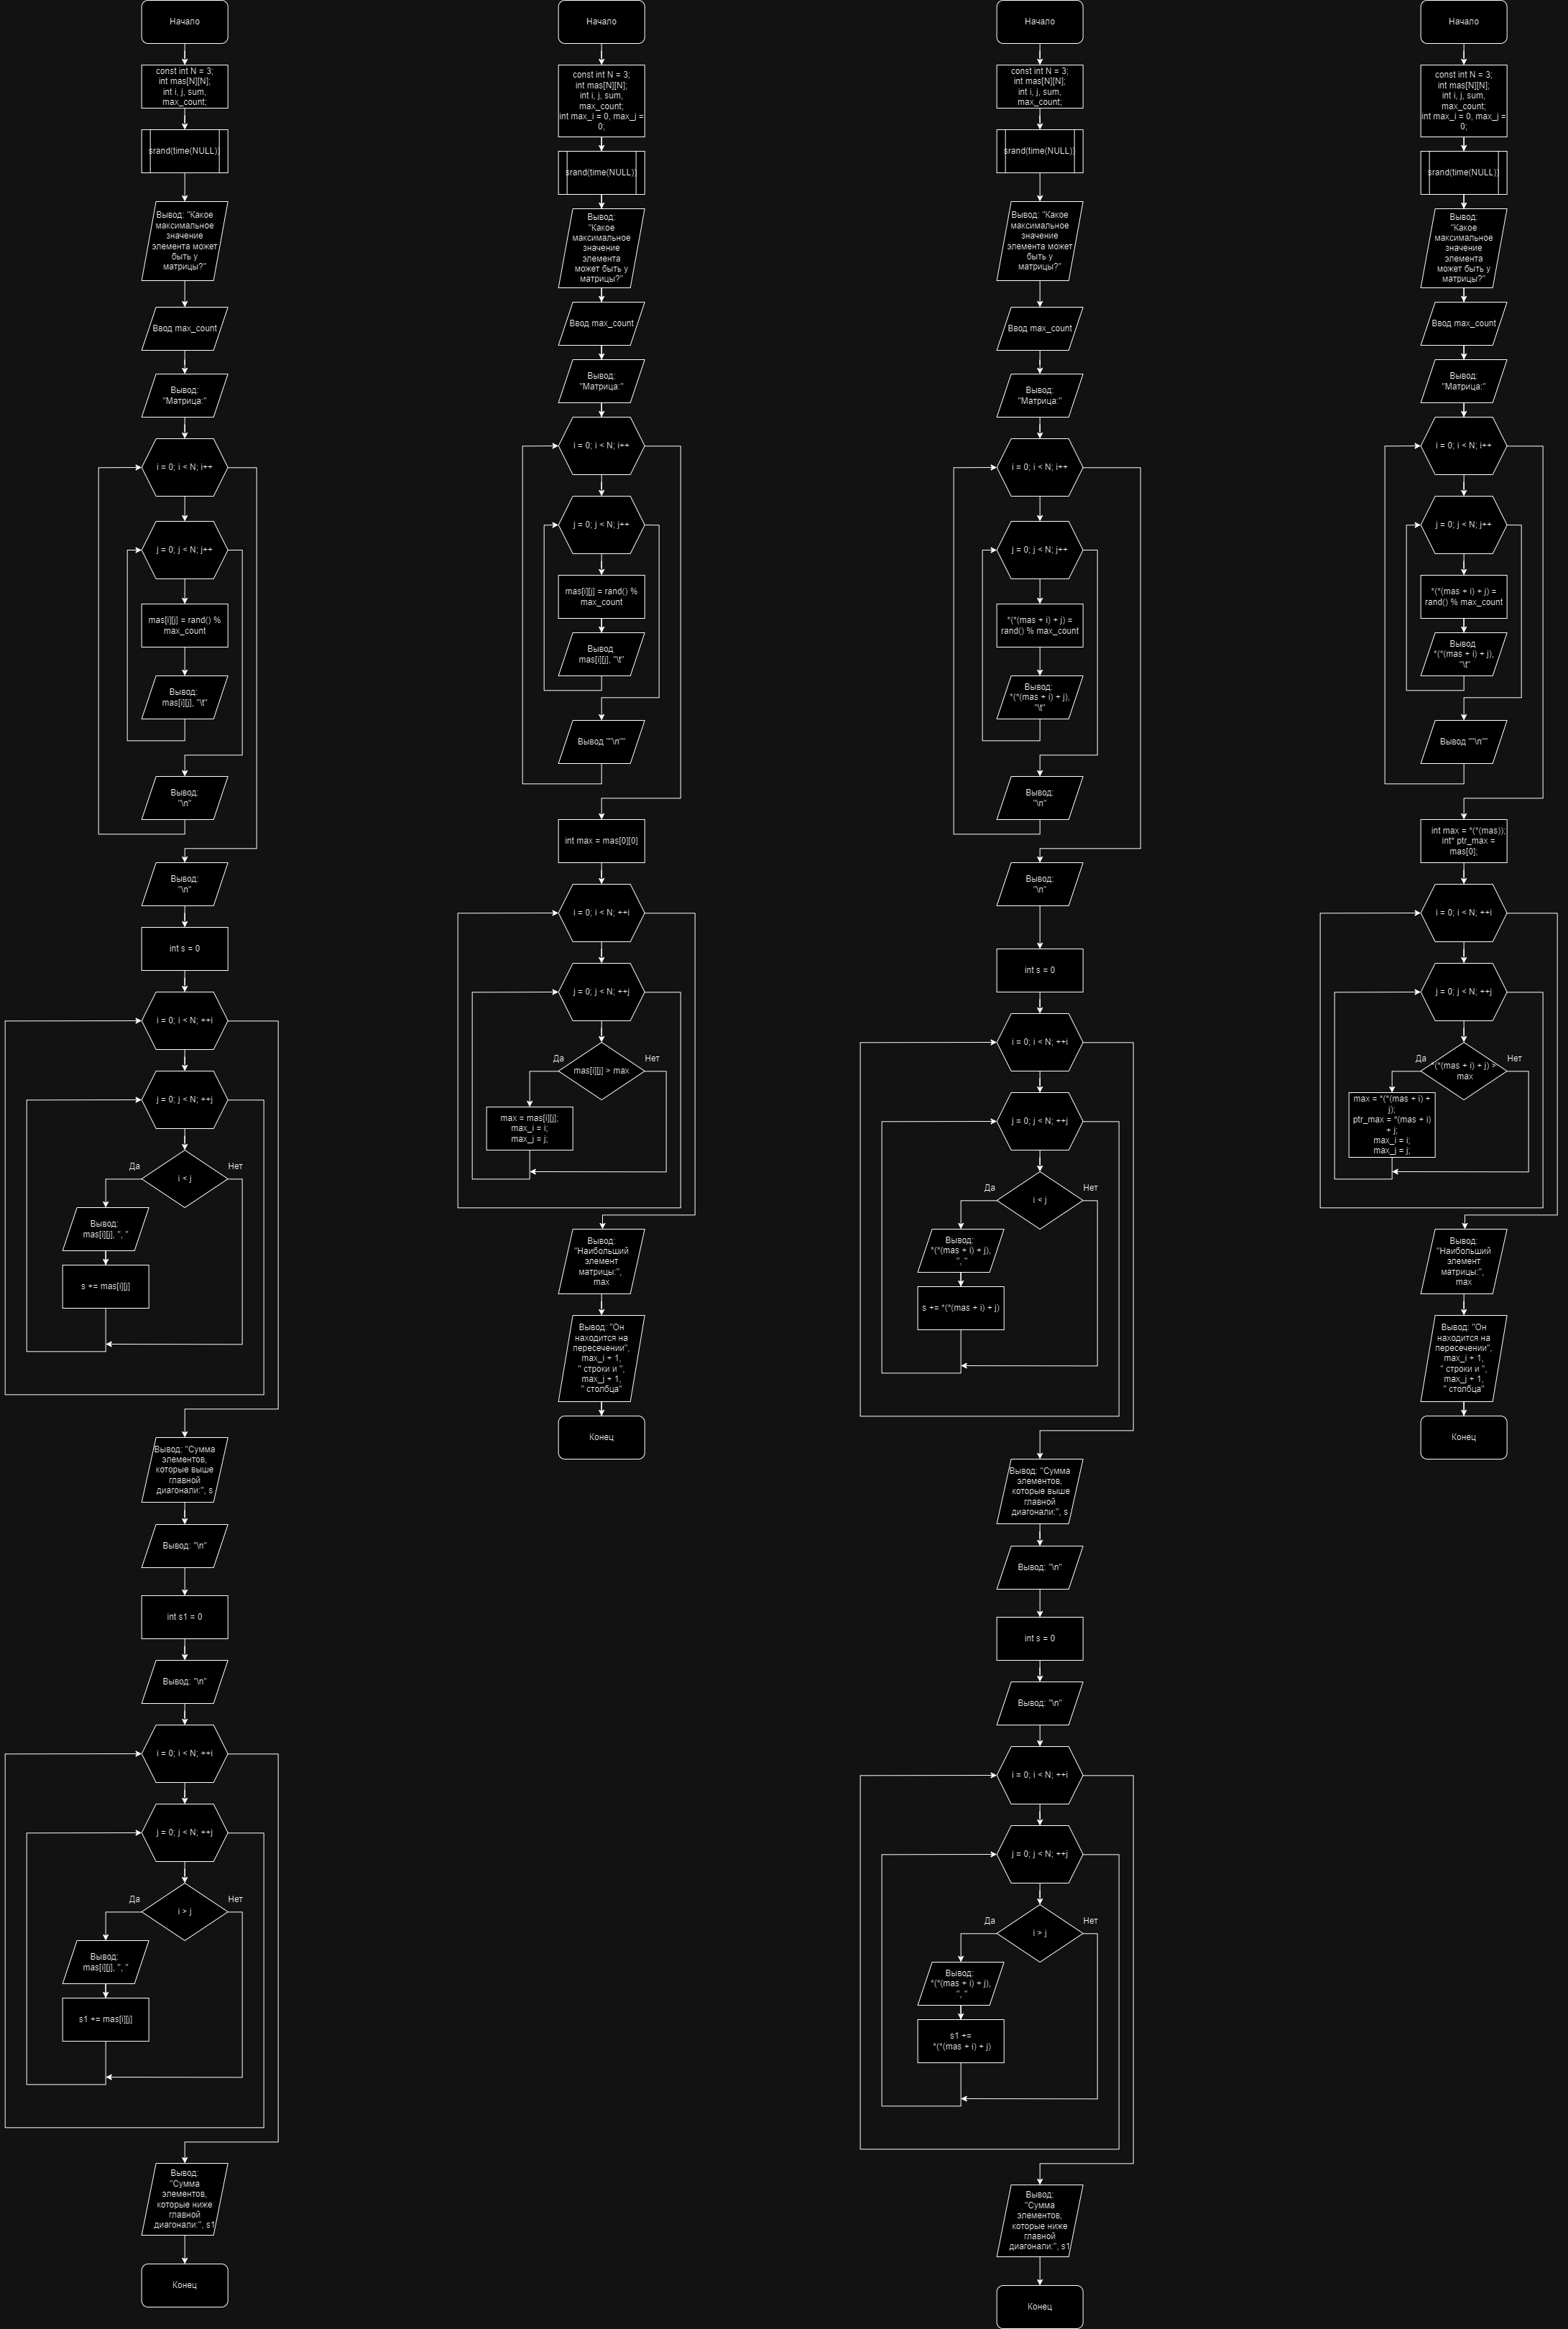 Начало
const int N = 3;
int mas[N][N];
int i, j, sum,
max_count;
srand(time(NULL))
Вывод: "Какое
максимальное
значение
элемента может
быть у
матрицы?"
Ввод max_count
Вывод:
"Матрица:"
i = 0; i < N; i++
j = 0; j < N; j++
mas[i][j] = rand() %
max_count
Вывод:
mas[i][j], "\t"
Вывод:
"\n"
Вывод:
"\n"
int s = 0
i = 0; i < N; ++i
j = 0; j < N; ++j
Да
Нет
i < j
Вывод:
mas[i][j], ", "
s += mas[i][j]
Вывод: "Сумма
элементов,
которые выше
главной
диагонали:", s
Вывод: "\n"
int s1 = 0
Вывод: "\n"
i = 0; i < N; ++i
j = 0; j < N; ++j
Да
Нет
i > j
Вывод:
mas[i][j], ", "
s1 += mas[i][j]
Вывод:
"Сумма
элементов,
которые ниже
главной
диагонали:", s1
Конец
Начало
const int N = 3;
int mas[N][N];
int i, j, sum,
max_count;
int max_i = 0, max_j =
0;
srand(time(NULL))
Вывод:
"Какое
максимальное
значение
элемента
может быть у
матрицы?"
Ввод max_count
Вывод:
"Матрица:"
i = 0; i < N; i++
j = 0; j < N; j++
mas[i][j] = rand() %
max_count
Вывод
mas[i][j], "\t"
Вывод ""\n""
int max = mas[0][0]
i = 0; i < N; ++i
j = 0; j < N; ++j
Да
Нет
mas[i][j] > max
max = mas[i][j];
max_i = i;
max_j = j;
Вывод:
"Наибольший
элемент
матрицы:",
max
Вывод: "Он
находится на
пересечении",
max_i + 1,
" строки и ",
max_j + 1,
" столбца"
Конец
Начало
const int N = 3;
int mas[N][N];
int i, j, sum,
max_count;
srand(time(NULL))
Вывод: "Какое
максимальное
значение
элемента может
быть у
матрицы?"
Ввод max_count
Вывод:
"Матрица:"
i = 0; i < N; i++
j = 0; j < N; j++
*(*(mas + i) + j) =
rand() % max_count
Вывод:
*(*(mas + i) + j),
"\t"
Вывод:
"\n"
Вывод:
"\n"
int s = 0
i = 0; i < N; ++i
j = 0; j < N; ++j
Да
Нет
i < j
Вывод:
*(*(mas + i) + j),
", "
s += *(*(mas + i) + j)
Вывод: "Сумма
элементов,
которые выше
главной
диагонали:", s
Вывод: "\n"
int s = 0
Вывод: "\n"
i = 0; i < N; ++i
j = 0; j < N; ++j
Да
Нет
i > j
Вывод:
*(*(mas + i) + j),
", "
s1 +=
*(*(mas + i) + j)
Вывод:
"Сумма
элементов,
которые ниже
главной
диагонали:", s1
Конец
Начало
const int N = 3;
int mas[N][N];
int i, j, sum,
max_count;
int max_i = 0, max_j =
0;
srand(time(NULL))
Вывод:
"Какое
максимальное
значение
элемента
может быть у
матрицы?"
Ввод max_count
Вывод:
"Матрица:"
i = 0; i < N; i++
j = 0; j < N; j++
*(*(mas + i) + j) =
rand() % max_count
Вывод
*(*(mas + i) + j),
"\t"
Вывод ""\n""
int max = *(*(mas));
int* ptr_max =
mas[0];
i = 0; i < N; ++i
j = 0; j < N; ++j
Да
Нет
*(*(mas + i) + j) >
max
max = *(*(mas + i) +
j);
ptr_max = *(mas + i)
+ j;
max_i = i;
max_j = j;
Вывод:
"Наибольший
элемент
матрицы:",
max
Вывод: "Он
находится на
пересечении",
max_i + 1,
" строки и ",
max_j + 1,
" столбца"
Конец